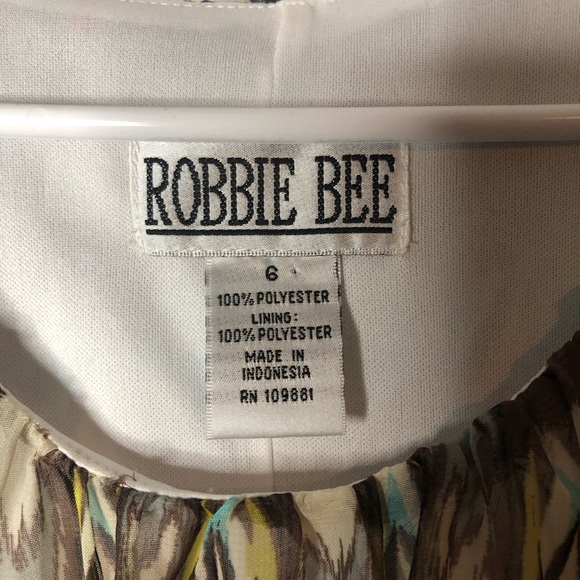 ROBBIE BEE
6
100% POLYESTER
LINING:
100% POLYESTER
MADE IN
INDONESIA
RN 109881